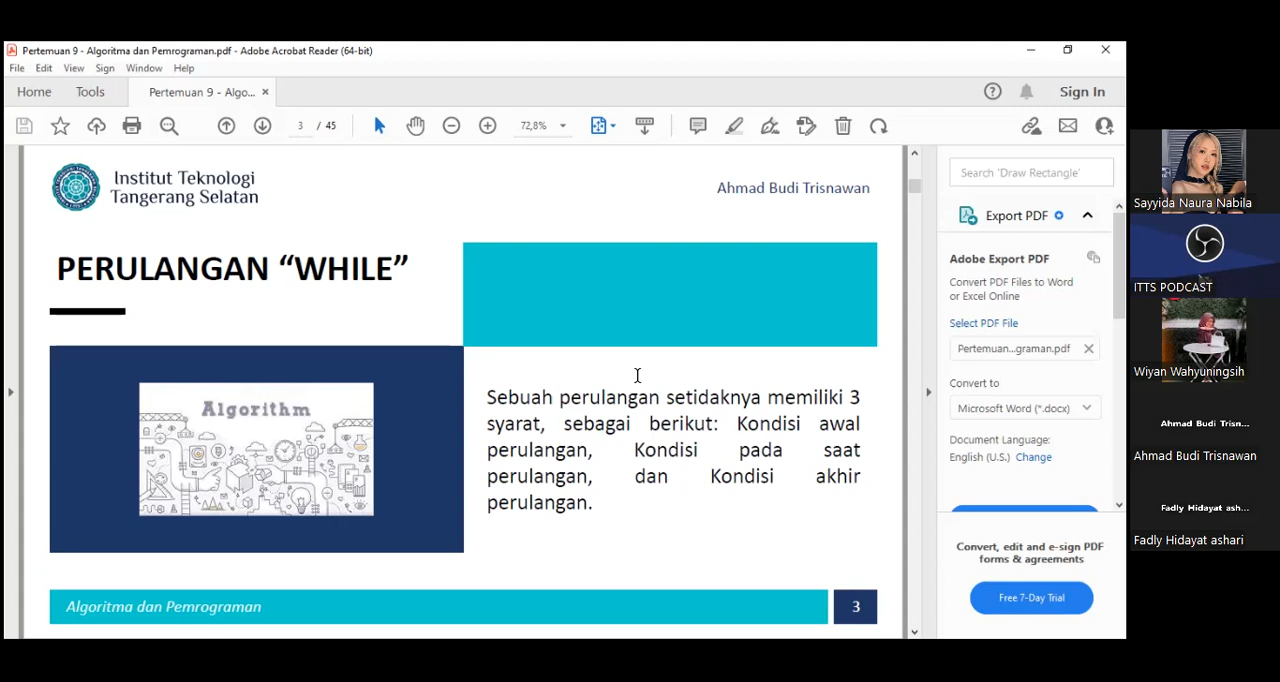 Pertemuan 9 - Algoritma dan Pemrograman.pdf - Adobe Acrobat Reader (64-bit)
File Edit View Sign Window Help
Home Tools Pertemuan 9 - Algo... × Sign In
3 / 45 72,8%
Institut Teknologi
Tangerang Selatan
Ahmad Budi Trisnawan
PERULANGAN “WHILE”
Algorithm
Sebuah perulangan setidaknya memiliki 3
syarat, sebagai berikut: Kondisi awal
perulangan, Kondisi pada saat
perulangan, dan Kondisi akhir
perulangan.
Algoritma dan Pemrograman
3
Search 'Draw Rectangle'
Export PDF
Adobe Export PDF
Convert PDF Files to Word
or Excel Online
Select PDF File
Pertemuan...graman.pdf
Convert to
Microsoft Word (*.docx)
Document Language:
English (U.S.) Change
Convert, edit and e-sign PDF
forms & agreements
Free 7-Day Trial
Sayyida Naura Nabila
ITTS PODCAST
Wiyan Wahyuningsih
Ahmad Budi Trisn...
Ahmad Budi Trisnawan
Fadly Hidayat ash...
Fadly Hidayat ashari